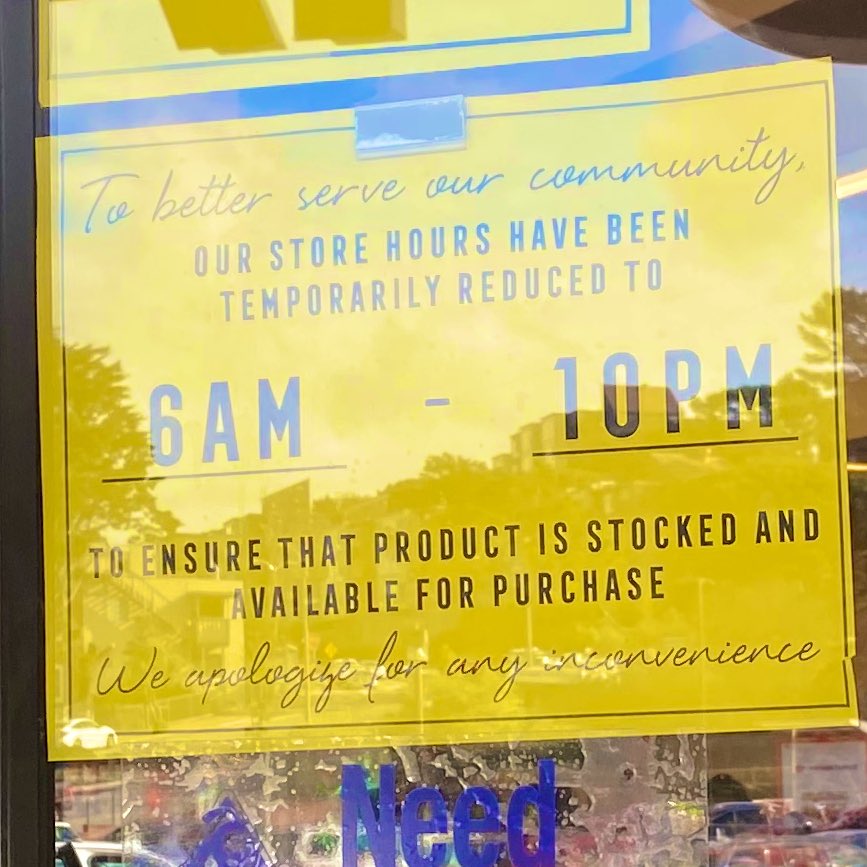 To better serve our community,
OUR STORE HOURS HAVE BEEN
TEMPORARILY REDUCED TO
6AM - 10PM
TO ENSURE THAT PRODUCT IS STOCKED AND
AVAILABLE FOR PURCHASE
We apologize for any inconvenience
Need